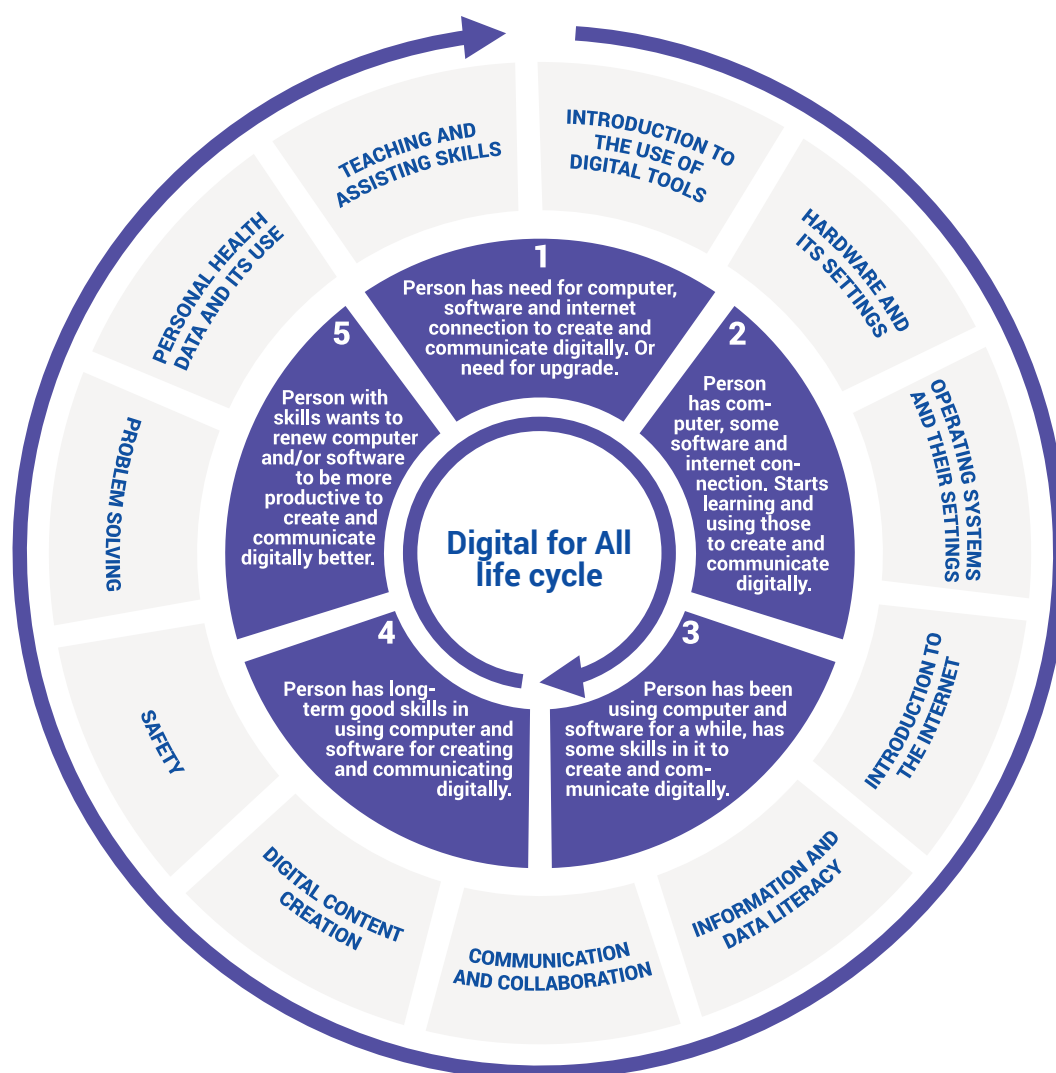 INTRODUCTION TO
THE USE OF
DIGITAL TOOLS
HARDWARE AND
ITS SETTINGS
OPERATING SYSTEMS
AND THEIR SETTINGS
INTRODUCTION TO
THE INTERNET
INFORMATION AND
DATA LITERACY
COMMUNICATION
AND COLLABORATION
DIGITAL CONTENT
CREATION
SAFETY
PROBLEM SOLVING
PERSONAL HEALTH
DATA AND ITS USE
TEACHING AND
ASSISTING SKILLS
1
Person has need for computer,
software and internet
connection to create and
communicate digitally. Or
need for upgrade.
2
Person
has com-
puter, some
software and
internet con-
nection. Starts
learning and
using those
to create and
communicate
digitally.
3
Person has been
using computer and
software for a while, has
some skills in it to
create and com-
municate digitally.
4
Person has long-
term good skills in
using computer and
software for creating
and communicating
digitally.
5
Person with
skills wants to
renew computer
and/or software
to be more
productive to
create and
communicate
digitally better.
Digital for All
life cycle